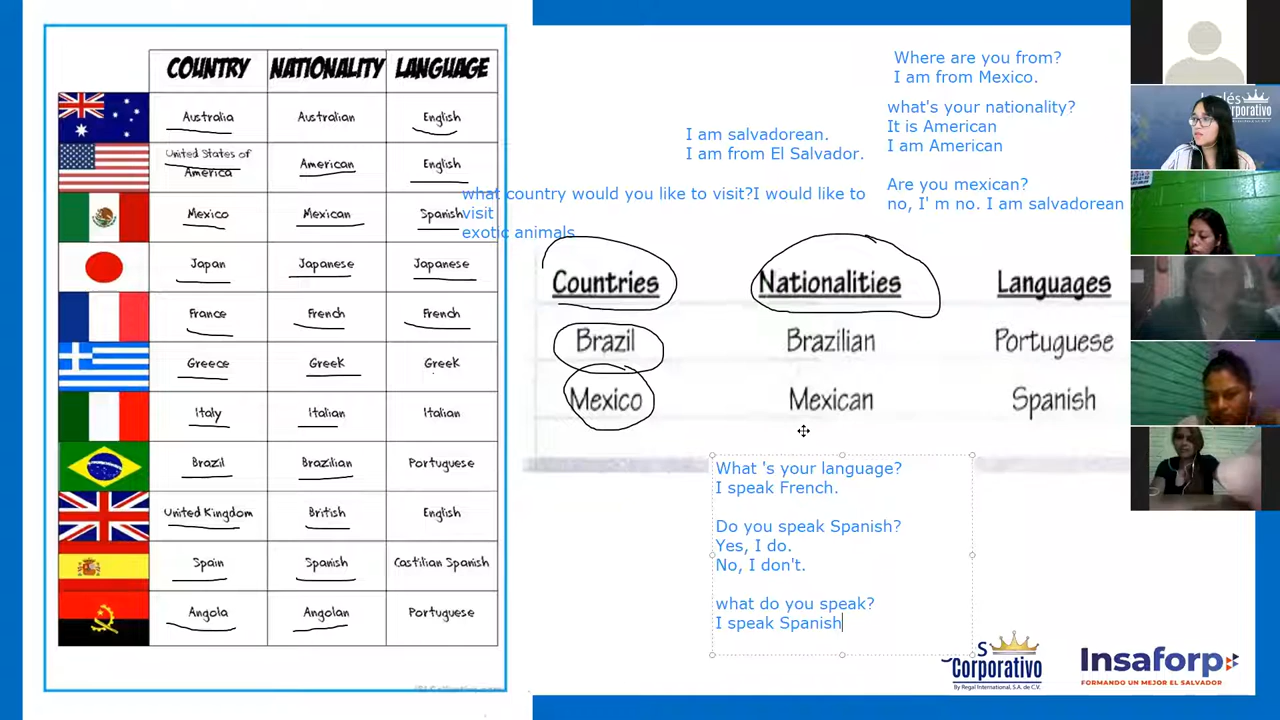 COUNTRY NATIONALITY LANGUAGE
Australia Australian English
United States of
America American English
Mexico Mexican Spanish
Japan Japanese Japanese
France French French
Greece Greek Greek
Italy Italian Italian
Brazil Brazilian Portuguese
United Kingdom British English
Spain Spanish Castilian Spanish
Angola Angolan Portuguese
I am salvadorean.
I am from El Salvador.
Where are you from?
I am from Mexico.
what's your nationality?
It is American
I am American
Are you mexican?
no, I' m no. I am salvadorean
what country would you like to visit?I would like to
visit
exotic animals
Countries Nationalities Languages
Brazil Brazilian Portuguese
Mexico Mexican Spanish
What 's your language?
I speak French.
Do you speak Spanish?
Yes, I do.
No, I don't.
what do you speak?
I speak Spanish
Corporativo
By Regal International, S.A. de C.V.
Insaforp
FORMANDO UN MEJOR EL SALVADOR